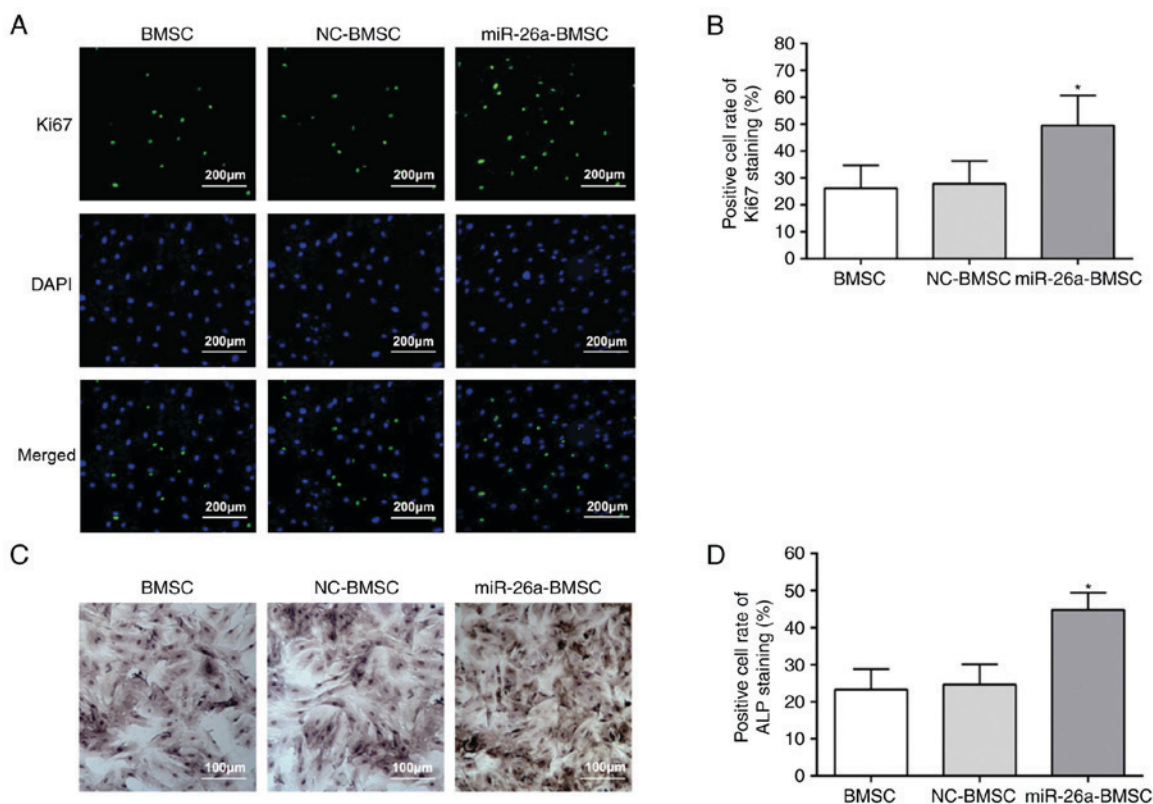 A
BMSC NC-BMSC miR-26a-BMSC
Ki67
200µm 200µm 200µm
DAPI
200µm 200µm 200µm
Merged
200µm 200µm 200µm
B
Positive cell rate of
Ki67 staining (%)
80
70
60
50
40
30
20
10
0
*
BMSC NC-BMSC miR-26a-BMSC
C
BMSC NC-BMSC miR-26a-BMSC
100µm 100µm 100µm
D
Positive cell rate of
ALP staining (%)
60
50
40
30
20
10
0
*
BMSC NC-BMSC miR-26a-BMSC